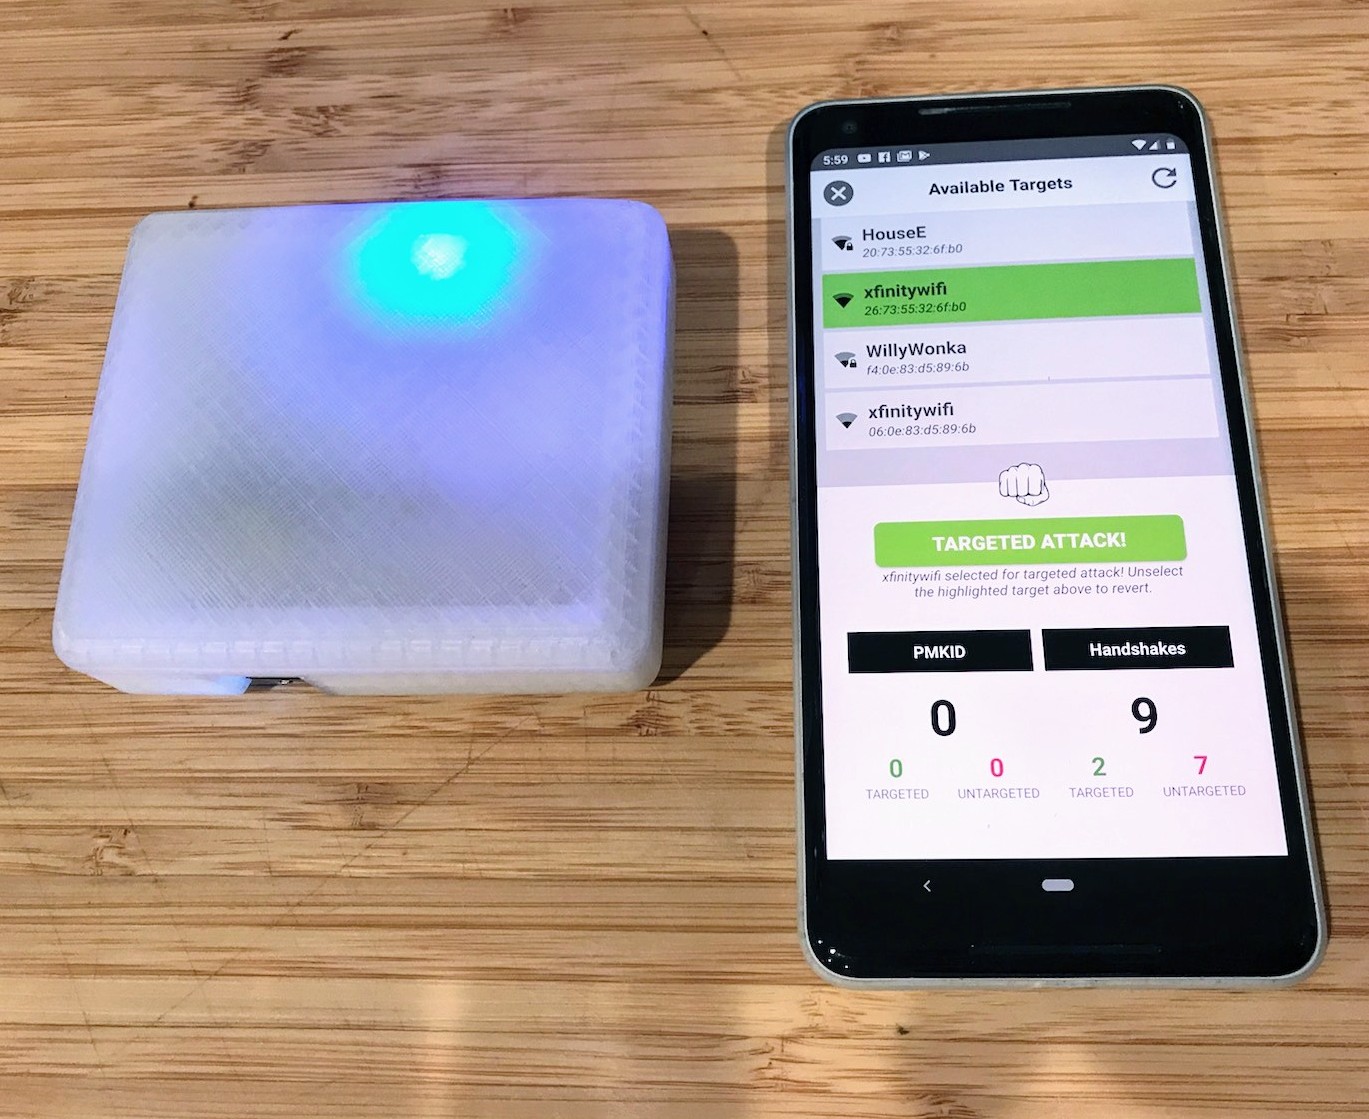 5:59
Available Targets
HouseE
20:73:55:32:6f:b0
xfinitywifi
26:73:55:32:6f:b0
WillyWonka
f4:0e:83:d5:89:6b
xfinitywifi
06:0e:83:d5:89:6b
TARGETED ATTACK!
xfinitywifi selected for targeted attack! Unselect
the highlighted target above to revert.
PMKID Handshakes
0 9
0 0 2 7
TARGETED UNTARGETED TARGETED UNTARGETED